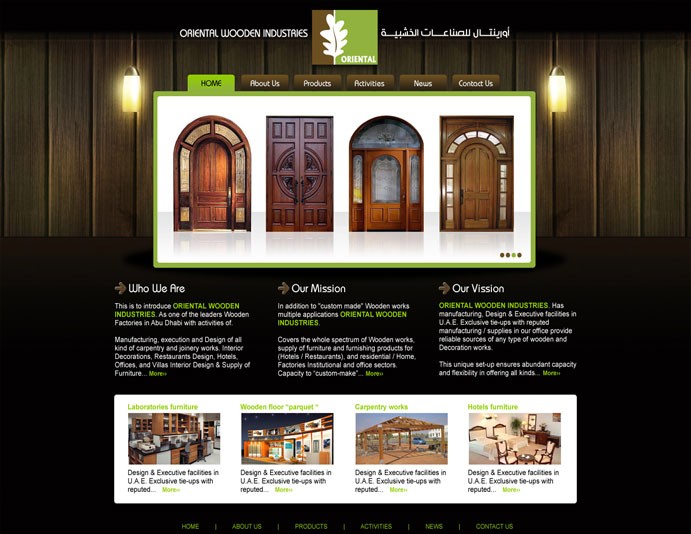 ORIENTAL WOODEN INDUSTRIES
ORIENTAL
أورينتـــال للصناعـــات الخشبيـــة
HOME
About Us
Products
Activities
News
Contact Us
Who We Are
This is to introduce ORIENTAL WOODEN
INDUSTRIES. As one of the leaders Wooden
Factories in Abu Dhabi with activities of.
Manufacturing, execution and Design of all
kind of carpentry and joinery works. Interior
Decorations, Restaurants Design, Hotels,
Offices, and Villas Interior Design & Supply of
Furniture... More››
Our Mission
In addition to "custom made" Wooden works
multiple applications ORIENTAL WOODEN
INDUSTRIES.
Covers the whole spectrum of Wooden works,
supply of furniture and furnishing products for
(Hotels / Restaurants), and residential / Home,
Factories Institutional and office sectors.
Capacity to "custom-make"... More››
Our Vission
ORIENTAL WOODEN INDUSTRIES. Has
manufacturing, Design & Executive facilities in
U.A.E. Exclusive tie-ups with reputed
manufacturing / supplies in our office provide
reliable sources of any type of wooden and
Decoration works.
This unique set-up ensures abundant capacity
and flexibility in offering all kinds... More››
Laboratories furniture
Design & Executive facilities in
U.A.E. Exclusive tie-ups with
reputed... More››
Wooden floor "parquet "
Design & Executive facilities in
U.A.E. Exclusive tie-ups with
reputed... More››
Carpentry works
Design & Executive facilities in
U.A.E. Exclusive tie-ups with
reputed... More››
Hotels furniture
Design & Executive facilities in
U.A.E. Exclusive tie-ups with
reputed... More››
HOME | ABOUT US | PRODUCTS | ACTIVITIES | NEWS | CONTACT US